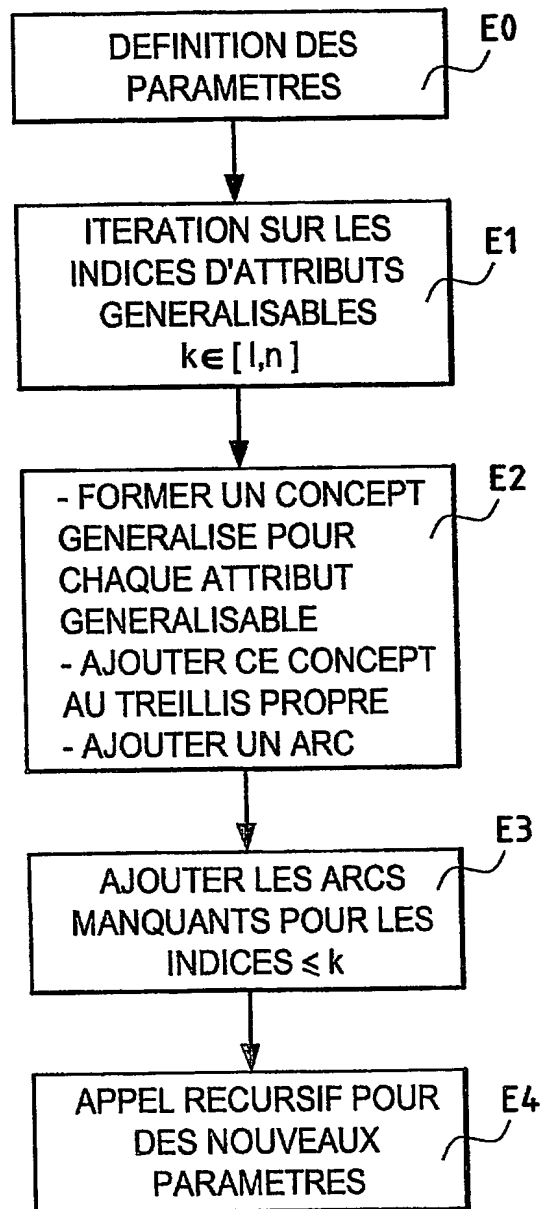 DEFINITION DES
PARAMETRES
E0
ITERATION SUR LES
INDICES D'ATTRIBUTS
GENERALISABLES
k∈[l,n]
E1
- FORMER UN CONCEPT
GENERALISE POUR
CHAQUE ATTRIBUT
GENERALISABLE
- AJOUTER CE CONCEPT
AU TREILLIS PROPRE
- AJOUTER UN ARC
E2
AJOUTER LES ARCS
MANQUANTS POUR LES
INDICES ⩽ k
E3
APPEL RECURSIF POUR
DES NOUVEAUX
PARAMETRES
E4